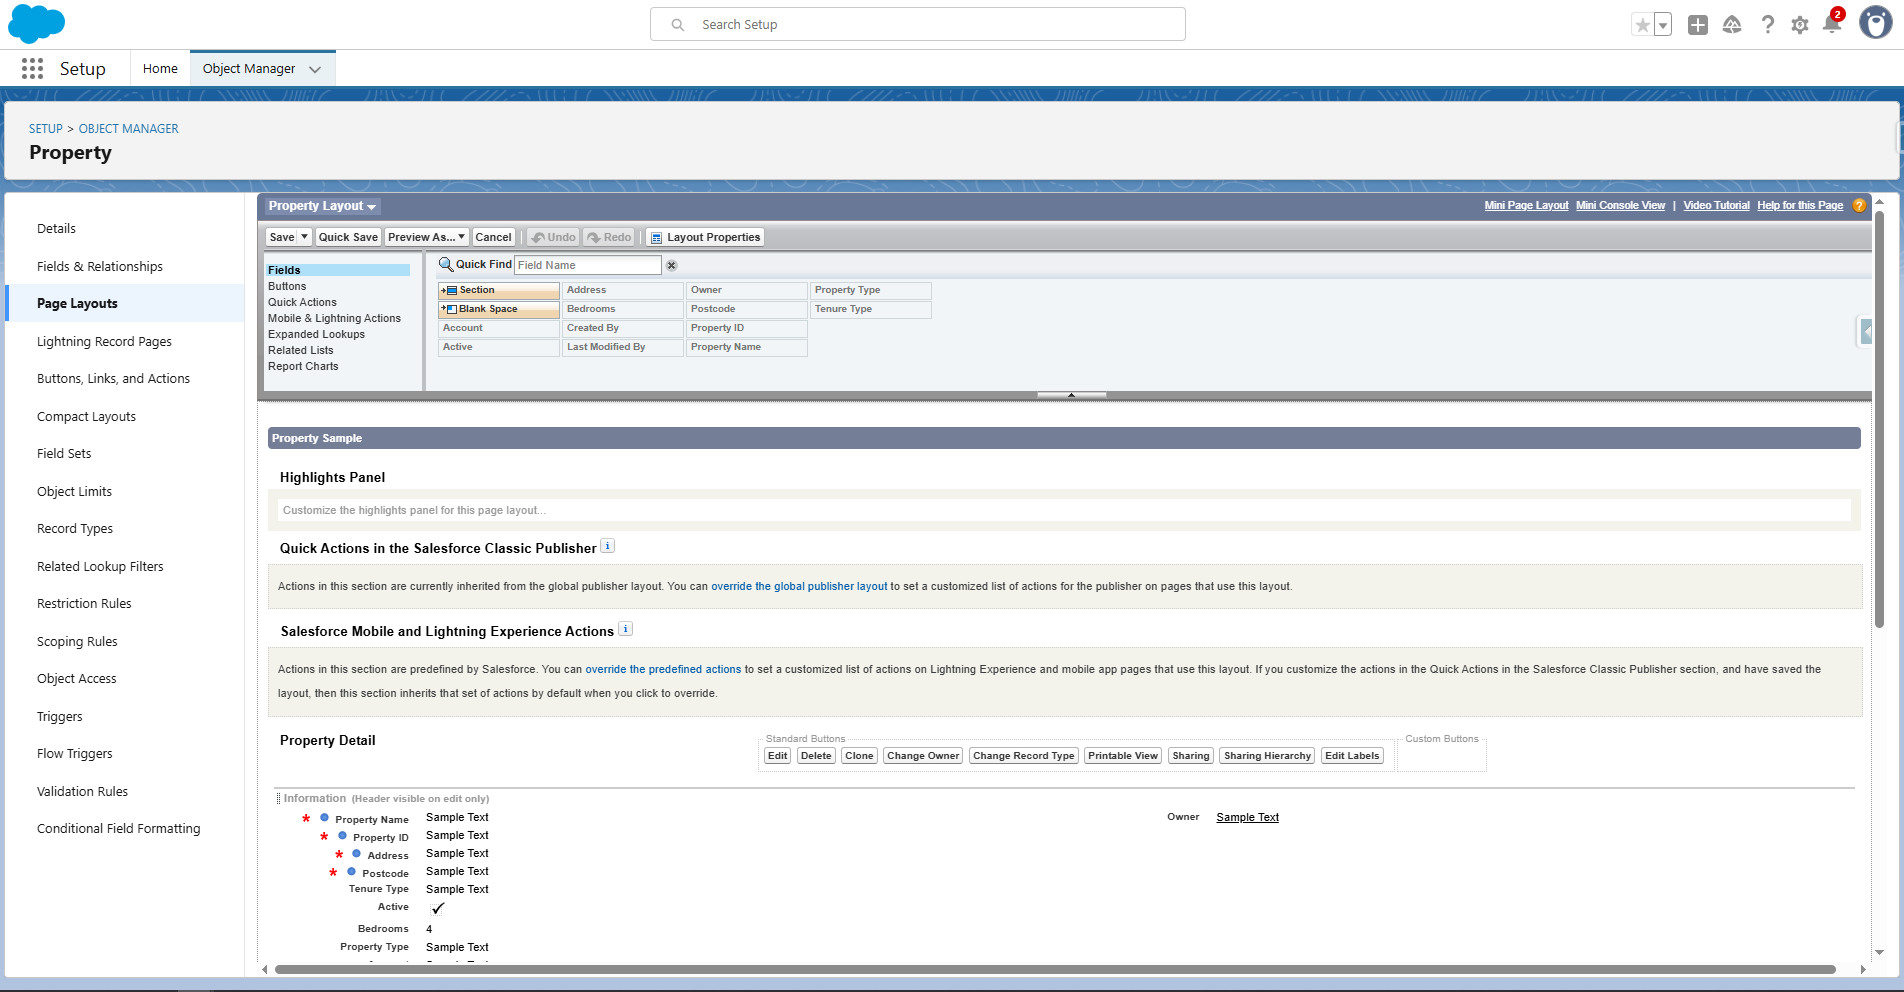 Search Setup
2
Setup
Home
Object Manager
SETUP > OBJECT MANAGER
Property
Details
Fields & Relationships
Page Layouts
Lightning Record Pages
Buttons, Links, and Actions
Compact Layouts
Field Sets
Object Limits
Record Types
Related Lookup Filters
Restriction Rules
Scoping Rules
Object Access
Triggers
Flow Triggers
Validation Rules
Conditional Field Formatting
Property Layout
Mini Page Layout Mini Console View | Video Tutorial Help for this Page ?
Save Quick Save Preview As... Cancel Undo Redo Layout Properties
Fields
Buttons
Quick Actions
Mobile & Lightning Actions
Expanded Lookups
Related Lists
Report Charts
Quick Find Field Name
Section Address Owner Property Type
Blank Space Bedrooms Postcode Tenure Type
Account Created By Property ID
Active Last Modified By Property Name
Property Sample
Highlights Panel
Customize the highlights panel for this page layout...
Quick Actions in the Salesforce Classic Publisher i
Actions in this section are currently inherited from the global publisher layout. You can override the global publisher layout to set a customized list of actions for the publisher on pages that use this layout.
Salesforce Mobile and Lightning Experience Actions i
Actions in this section are predefined by Salesforce. You can override the predefined actions to set a customized list of actions on Lightning Experience and mobile app pages that use this layout. If you customize the actions in the Quick Actions in the Salesforce Classic Publisher section, and have saved the
layout, then this section inherits that set of actions by default when you click to override.
Property Detail
Standard Buttons
Edit Delete Clone Change Owner Change Record Type Printable View Sharing Sharing Hierarchy Edit Labels
Custom Buttons
Information (Header visible on edit only)
* Property Name Sample Text
Owner Sample Text
* Property ID Sample Text
* Address Sample Text
* Postcode Sample Text
Tenure Type Sample Text
Active
Bedrooms 4
Property Type Sample Text